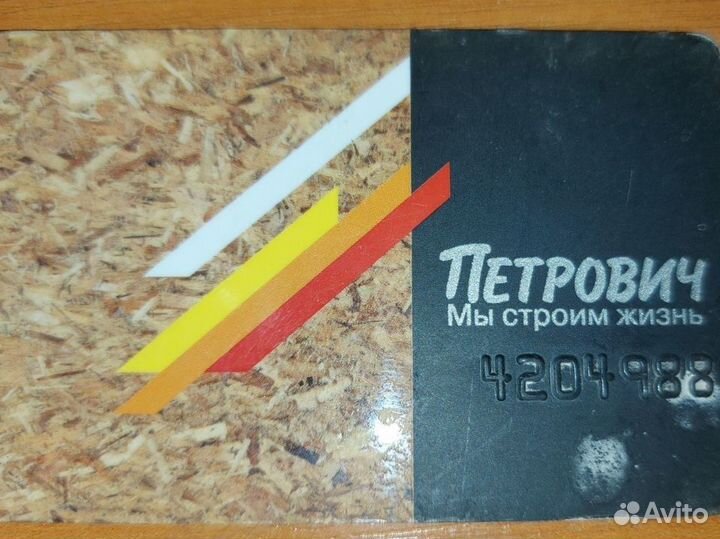 ПЕТРОВИЧ
Мы строим жизнь
4204988
Avito